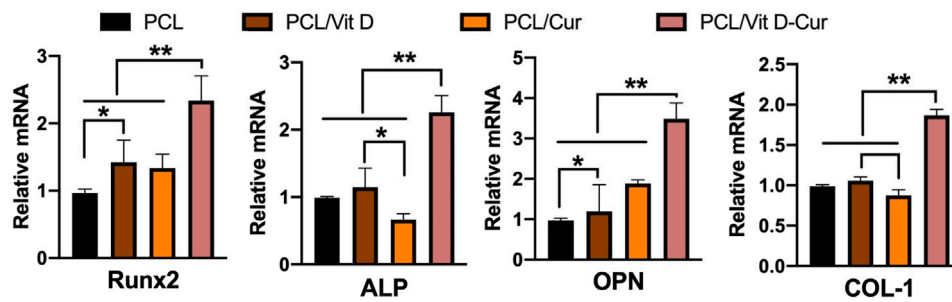 PCL PCL/Vit D PCL/Cur PCL/Vit D-Cur
Relative mRNA
3
2
1
0
*
**
Runx2
Relative mRNA
3
2
1
0
**
*
ALP
Relative mRNA
5
4
2
1
0
**
*
OPN
Relative mRNA
2.5
2.0
1.5
1.0
0.5
0.0
**
COL-1